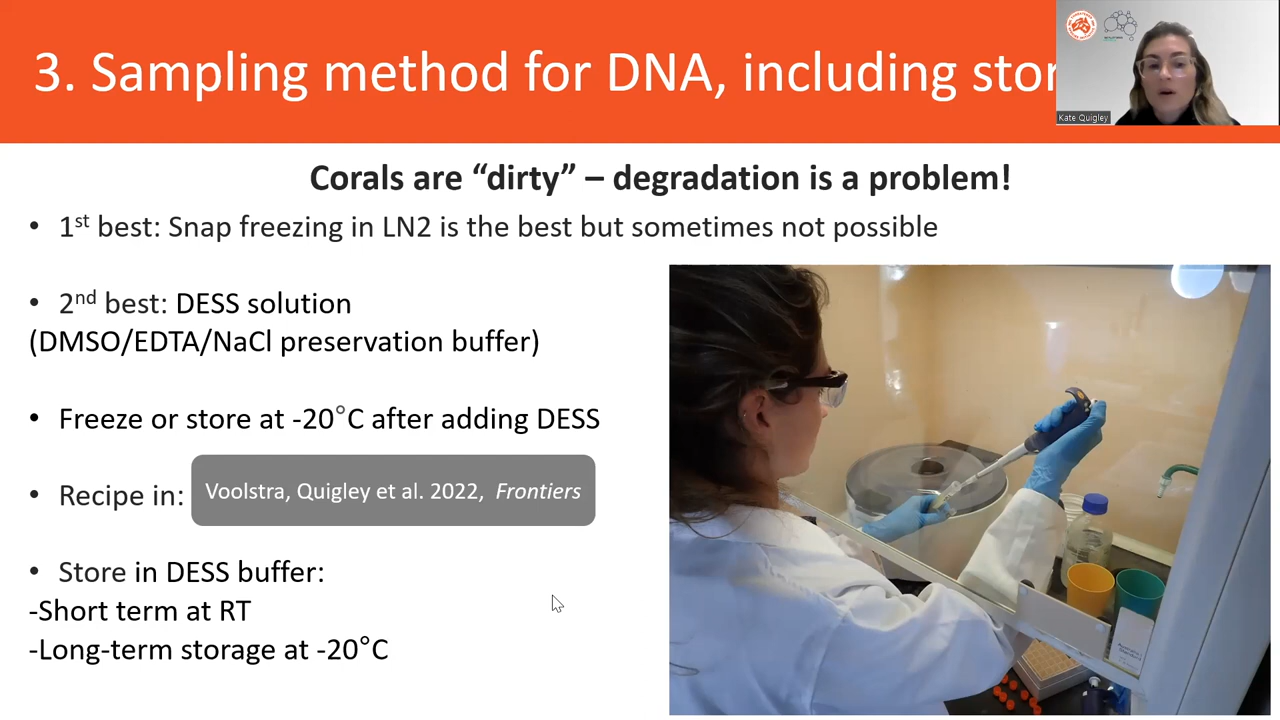 3. Sampling method for DNA, including stor
Kate Quigley
Corals are “dirty” – degradation is a problem!
• 1st best: Snap freezing in LN2 is the best but sometimes not possible
• 2nd best: DESS solution
(DMSO/EDTA/NaCl preservation buffer)
• Freeze or store at -20°C after adding DESS
• Recipe in: Voolstra, Quigley et al. 2022, Frontiers
• Store in DESS buffer:
-Short term at RT
-Long-term storage at -20°C